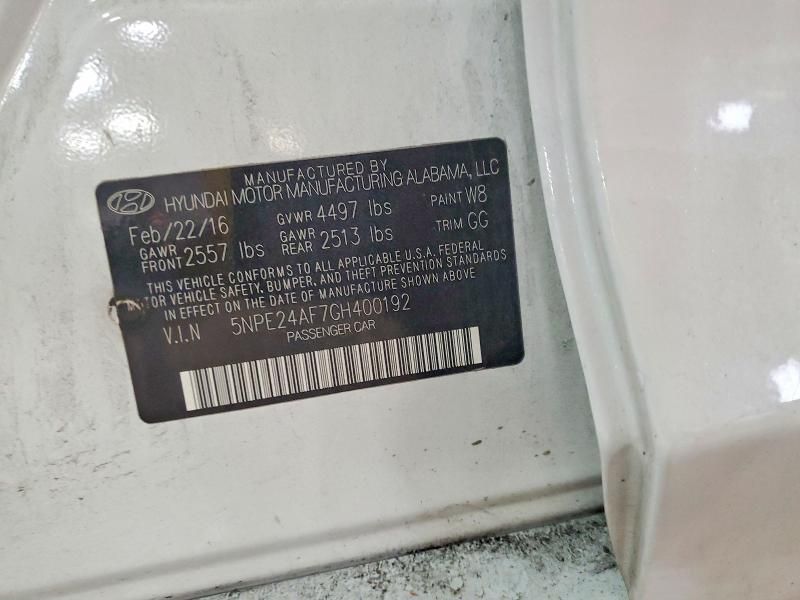 MANUFACTURED BY
HYUNDAI MOTOR MANUFACTURING ALABAMA, LLC
Feb/22/16 GVWR 4497 lbs PAINT W8
GAWR FRONT 2557 lbs GAWR REAR 2513 lbs TRIM GG
THIS VEHICLE CONFORMS TO ALL APPLICABLE U.S.A. FEDERAL
MOTOR VEHICLE SAFETY, BUMPER, AND THEFT PREVENTION STANDARDS
IN EFFECT ON THE DATE OF MANUFACTURE SHOWN ABOVE
V.I.N 5NPE24AF7GH400192
PASSENGER CAR